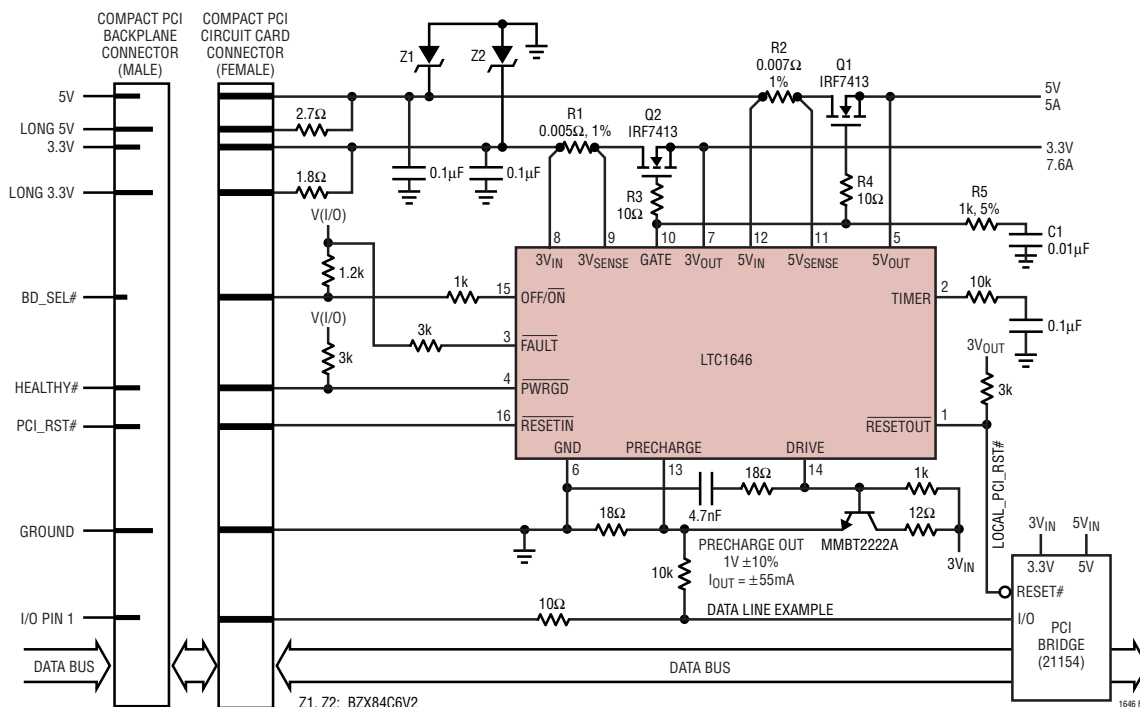 COMPACT PCI
BACKPLANE
CONNECTOR
(MALE)
COMPACT PCI
CIRCUIT CARD
CONNECTOR
(FEMALE)
Z1
Z2
R2
0.007Ω
1%
Q1
IRF7413
5V
5V
5A
LONG 5V
2.7Ω
R1
0.005Ω, 1%
Q2
IRF7413
3.3V
3.3V
7.6A
0.1µF
0.1µF
LONG 3.3V
1.8Ω
R3
10Ω
R4
10Ω
R5
1k, 5%
C1
0.01µF
V(I/O)
8
9
10
7
12
11
5
3VIN
3VSENSE
GATE
3VOUT
5VIN
5VSENSE
5VOUT
1.2k
BD_SEL#
1k
15
OFF/ON
TIMER
2
10k
0.1µF
V(I/O)
3k
3k
3
FAULT
LTC1646
3VOUT
3k
HEALTHY#
4
PWRGD
PCI_RST#
16
RESETIN
RESETOUT
1
GND
PRECHARGE
DRIVE
6
13
14
LOCAL_PCI_RST#
4.7nF
18Ω
1k
GROUND
18Ω
12Ω
MMBT2222A
3VIN
PRECHARGE OUT
1V ±10%
IOUT = ±55mA
10k
3VIN
5VIN
3.3V
5V
RESET#
I/O PIN 1
10Ω
DATA LINE EXAMPLE
I/O
PCI
BRIDGE
(21154)
DATA BUS
DATA BUS
Z1, Z2: BZX84C6V2
1646 F